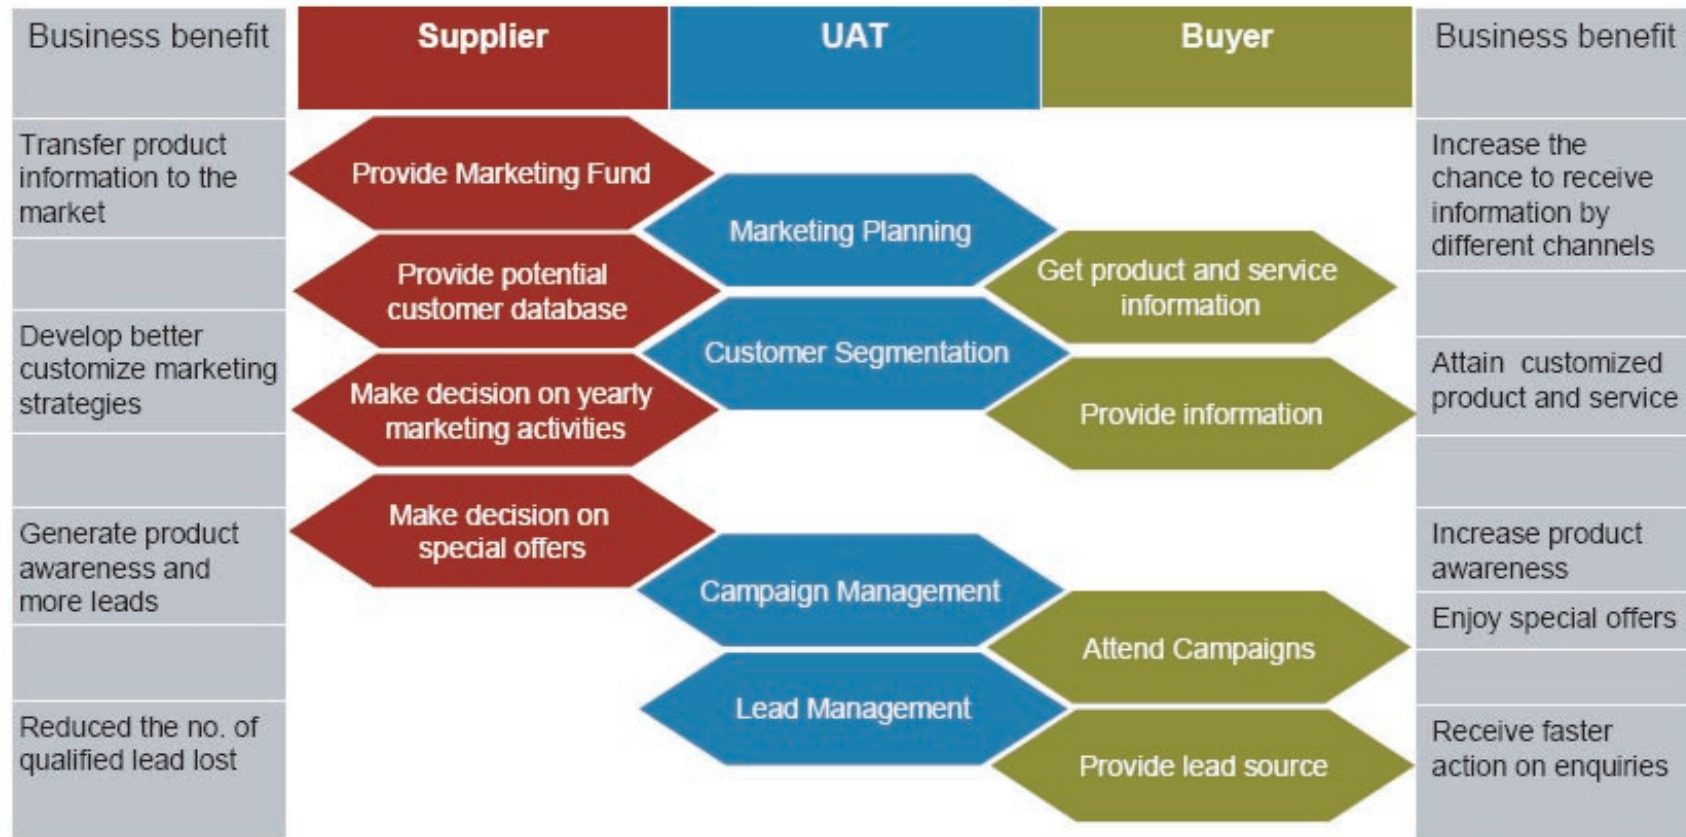 Business benefit
Supplier
UAT
Buyer
Business benefit
Transfer product
information to the
market
Develop better
customize marketing
strategies
Generate product
awareness and
more leads
Reduced the no. of
qualified lead lost
Provide Marketing Fund
Provide potential
customer database
Make decision on yearly
marketing activities
Make decision on
special offers
Marketing Planning
Customer Segmentation
Campaign Management
Lead Management
Get product and service
information
Provide information
Attend Campaigns
Provide lead source
Increase the
chance to receive
information by
different channels
Attain customized
product and service
Increase product
awareness
Enjoy special offers
Receive faster
action on enquiries